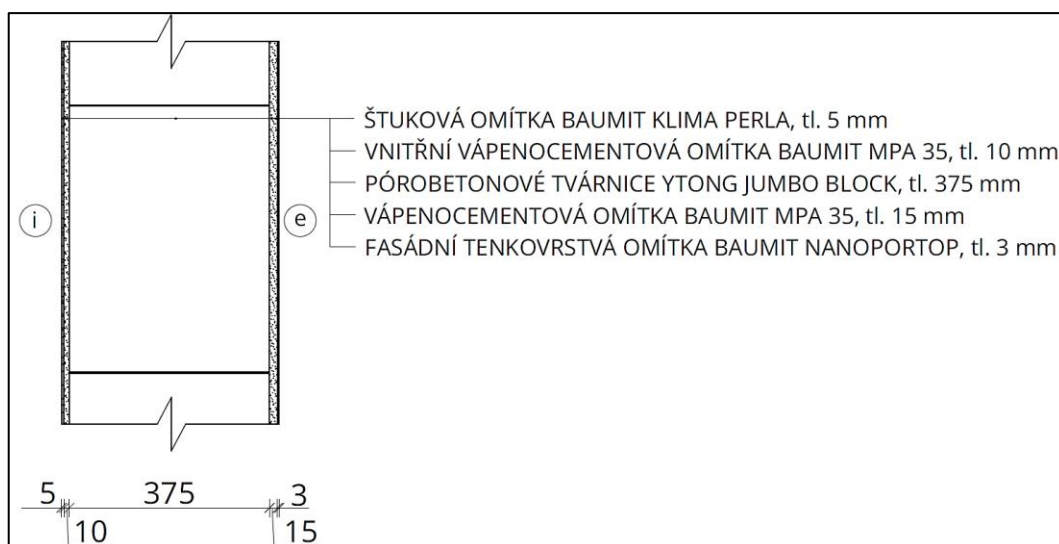 ŠTUKOVÁ OMÍTKA BAUMIT KLIMA PERLA, tl. 5 mm
VNITŘNÍ VÁPENOCEMENTOVÁ OMÍTKA BAUMIT MPA 35, tl. 10 mm
PÓROBETONOVÉ TVÁRNICE YTONG JUMBO BLOCK, tl. 375 mm
i
e
VÁPENOCEMENTOVÁ OMÍTKA BAUMIT MPA 35, tl. 15 mm
FASÁDNÍ TENKOVRSTVÁ OMÍTKA BAUMIT NANOPORTOP, tl. 3 mm
5 375 3
10 15